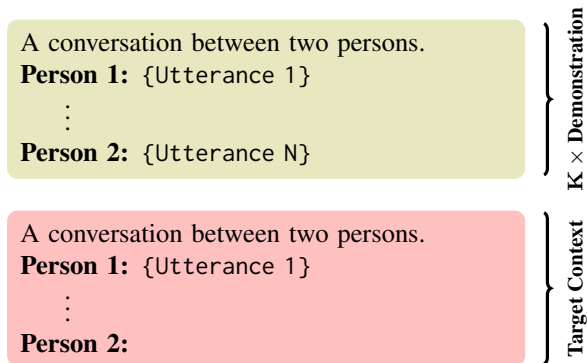 A conversation between two persons.
Person 1: {Utterance 1}
⋮
Person 2: {Utterance N}
K × Demonstration
A conversation between two persons.
Person 1: {Utterance 1}
⋮
Person 2:
Target Context